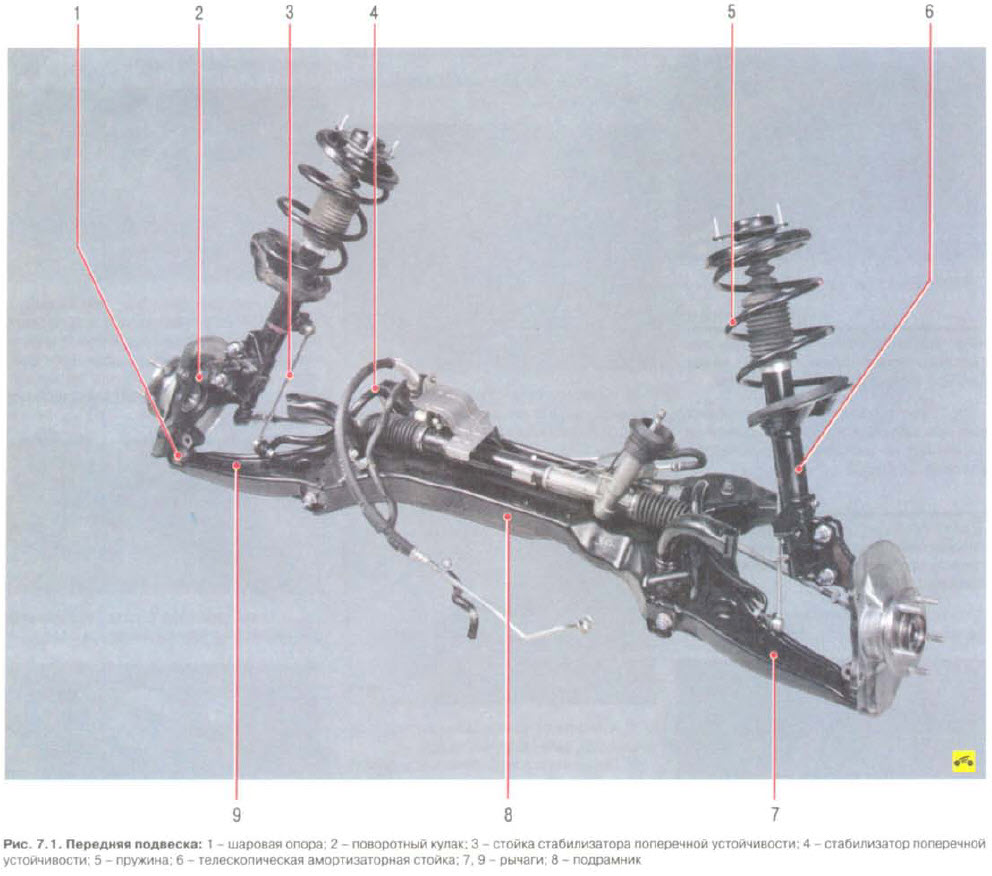 1 2 3 4 5 6
9 8 7
Рис. 7.1. Передняя подвеска: 1 – шаровая опора; 2 – поворотный кулак; 3 – стойка стабилизатора поперечной устойчивости; 4 – стабилизатор поперечной
устойчивости; 5 – пружина; 6 – телескопическая амортизаторная стойка; 7, 9 – рычаги; 8 – подрамник